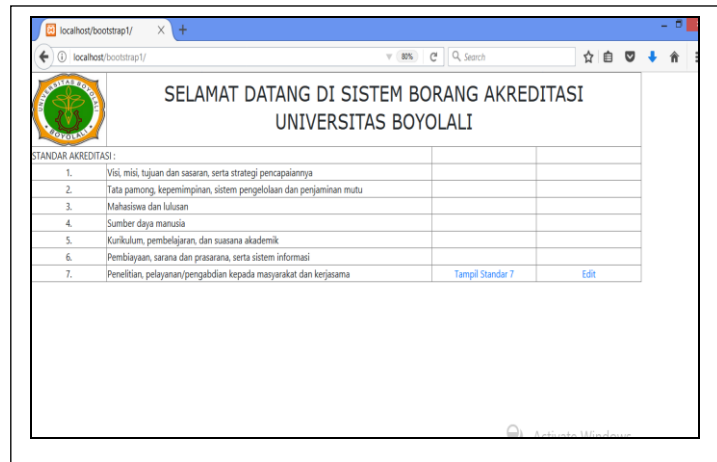 localhost/bootstrap1/
localhost/bootstrap1/
80%
Search
UNIVERSITAS BOYOLALI
BOYOLALI
SELAMAT DATANG DI SISTEM BORANG AKREDITASI
UNIVERSITAS BOYOLALI
STANDAR AKREDITASI :
1. Visi, misi, tujuan dan sasaran, serta strategi pencapaiannya
2. Tata pamong, kepemimpinan, sistem pengelolaan dan penjaminan mutu
3. Mahasiswa dan lulusan
4. Sumber daya manusia
5. Kurikulum, pembelajaran, dan suasana akademik
6. Pembiayaan, sarana dan prasarana, serta sistem informasi
7. Penelitian, pelayanan/pengabdian kepada masyarakat dan kerjasama Tampil Standar 7 Edit
Activate Windows